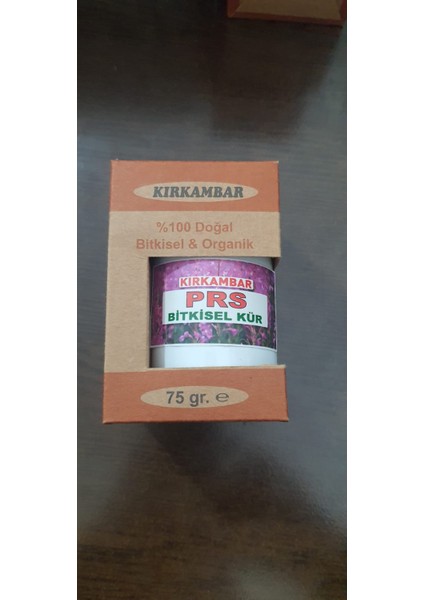 KIRKAMBAR
%100 Doğal
Bitkisel & Organik
KIRKAMBAR
PRS
BİTKİSEL KÜR
75 gr. ℮